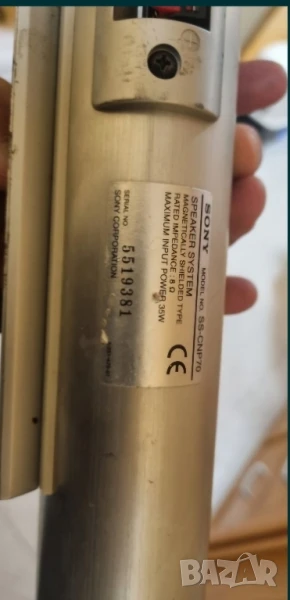 SONY MODEL NO. SS-CNP70
SPEAKER SYSTEM
MAGNETICALLY SHIELDED TYPE
RATED IMPEDANCE : 8 Ω
MAXIMUM INPUT POWER 35W
CE
SERIAL NO. 5519381
SONY CORPORATION
BAZAR